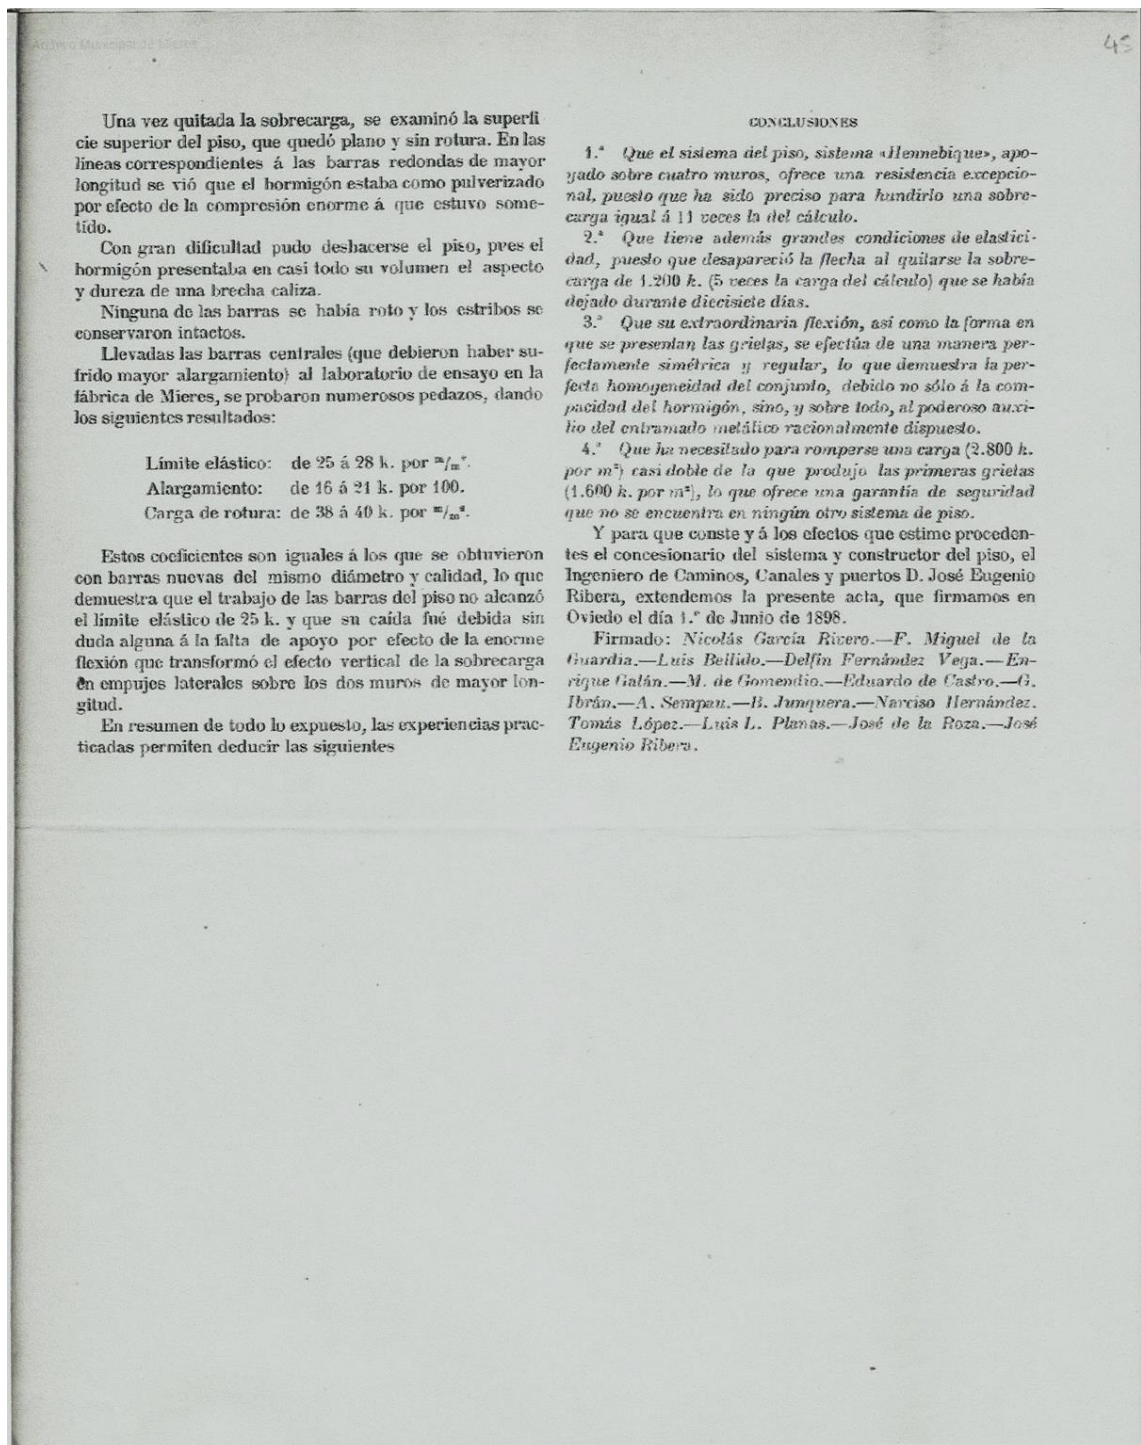 Archivo Municipal de Mieres
Una vez quitada la sobrecarga, se examinó la superfi
cie superior del piso, que quedó plano y sin rotura. En las
líneas correspondientes á las barras redondas de mayor
longitud se vió que el hormigón estaba como pulverizado
por efecto de la compresión enorme á que estuvo some-
tido.
Con gran dificultad pudo deshacerse el piso, pues el
hormigón presentaba en casi todo su volumen el aspecto
y dureza de una brecha caliza.
Ninguna de las barras se había roto y los estribos se
conservaron intactos.
Llevadas las barras centrales (que debieron haber su-
frido mayor alargamiento) al laboratorio de ensayo en la
fábrica de Mieres, se probaron numerosos pedazos, dando
los siguientes resultados:
Límite elástico: de 25 á 28 k. por m/m².
Alargamiento: de 16 á 21 k. por 100.
Carga de rotura: de 38 á 40 k. por m/m².
Estos coeficientes son iguales á los que se obtuvieron
con barras nuevas del mismo diámetro y calidad, lo que
demuestra que el trabajo de las barras del piso no alcanzó
el límite elástico de 25 k. y que su caída fué debida sin
duda alguna á la falta de apoyo por efecto de la enorme
flexión que transformó el efecto vertical de la sobrecarga
en empujes laterales sobre los dos muros de mayor lon-
gitud.
En resumen de todo lo expuesto, las experiencias prac-
ticadas permiten deducir las siguientes
CONCLUSIONES
1.ª Que el sistema del piso, sistema «Hennebique», apo-
yado sobre cuatro muros, ofrece una resistencia excepcio-
nal, puesto que ha sido preciso para hundirlo una sobre-
carga igual á 11 veces la del cálculo.
2.ª Que tiene además grandes condiciones de elastici-
dad, puesto que desapareció la flecha al quitarse la sobre-
carga de 1.200 k. (5 veces la carga del cálculo) que se había
dejado durante diecisiete días.
3.ª Que su extraordinaria flexión, así como la forma en
que se presentan las grietas, se efectúa de una manera per-
fectamente simétrica y regular, lo que demuestra la per-
fecta homogeneidad del conjunto, debido no sólo á la com-
pacidad del hormigón, sino, y sobre todo, al poderoso auxi-
lio del entramado metálico racionalmente dispuesto.
4.ª Que ha necesitado para romperse una carga (2.800 k.
por m²) casi doble de la que produjo las primeras grietas
(1.600 k. por m²), lo que ofrece una garantía de seguridad
que no se encuentra en ningún otro sistema de piso.
Y para que conste y á los efectos que estime proceden-
tes el concesionario del sistema y constructor del piso, el
Ingeniero de Caminos, Canales y puertos D. José Eugenio
Ribera, extendemos la presente acta, que firmamos en
Oviedo el día 1.º de Junio de 1898.
Firmado: Nicolás García Rivero.—F. Miguel de la
Guardia.—Luis Bellido.—Delfín Fernández Vega.—En-
rique Galán.—M. de Gomendio.—Eduardo de Castro.—G.
Ibrán.—A. Sempau.—B. Junquera.—Narciso Hernández.
Tomás López.—Luis L. Planas.—José de la Roza.—José
Eugenio Ribera.